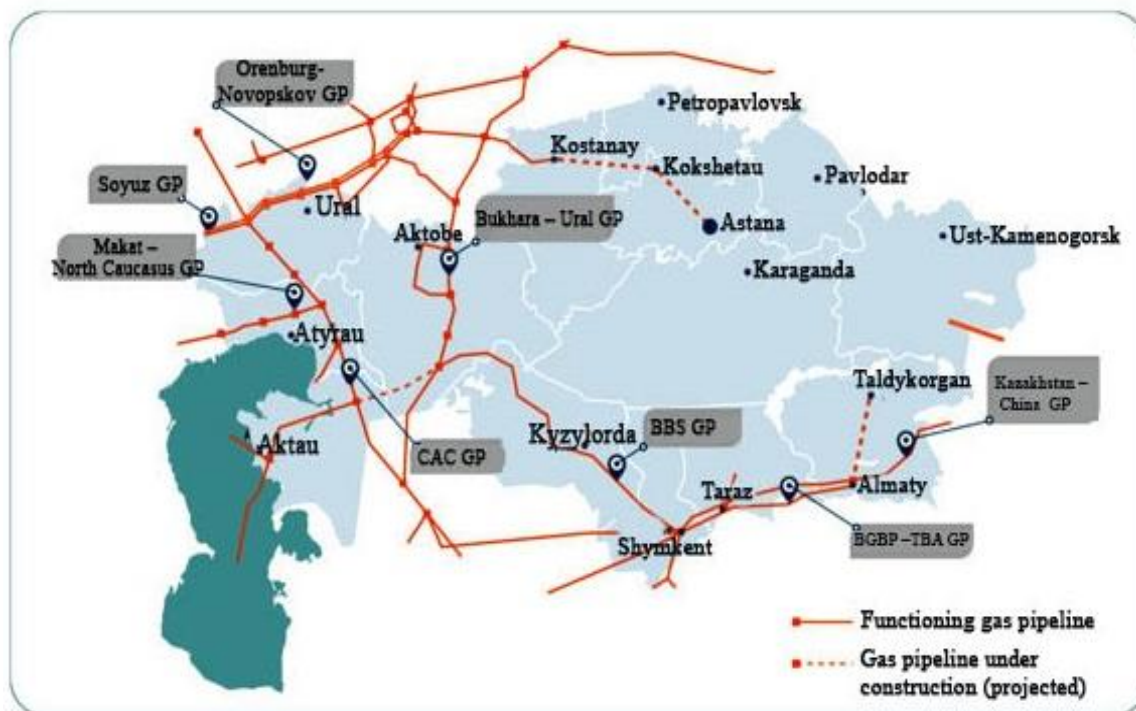 Orenburg-
Novopskov GP
Petropavlovsk
Kostanay
Kokshetau
Pavlodar
Soyuz GP
Ural
Bukhara – Ural GP
Aktobe
Astana
Ust-Kamenogorsk
Makat –
North Caucasus GP
Karaganda
Atyrau
Taldykorgan
Kazakhstan –
China GP
Kyzylorda
BBS GP
Aktau
CAC GP
Taraz
Almaty
Shymkent
BGBP –TBA GP
Functioning gas pipeline
Gas pipeline under
construction (projected)